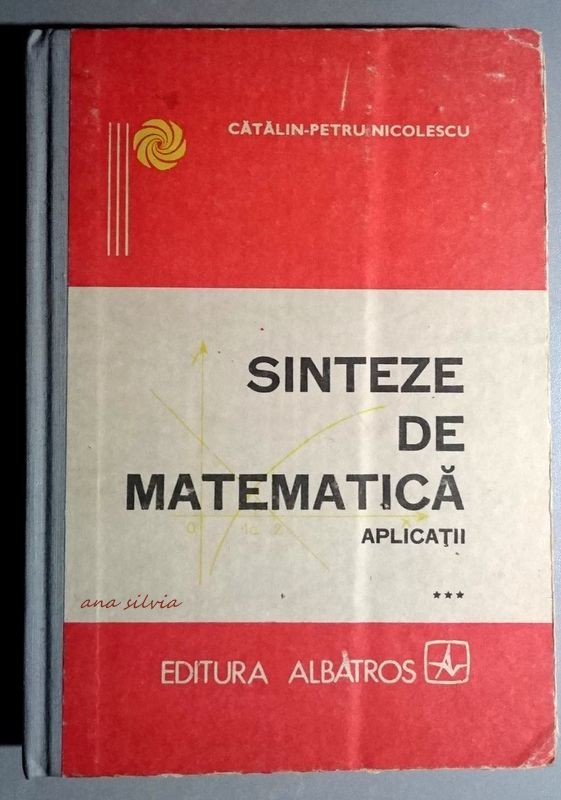 CĂTĂLIN-PETRU NICOLESCU
SINTEZE
DE
MATEMATICĂ
APLICAȚII
ana silvia
***
EDITURA ALBATROS